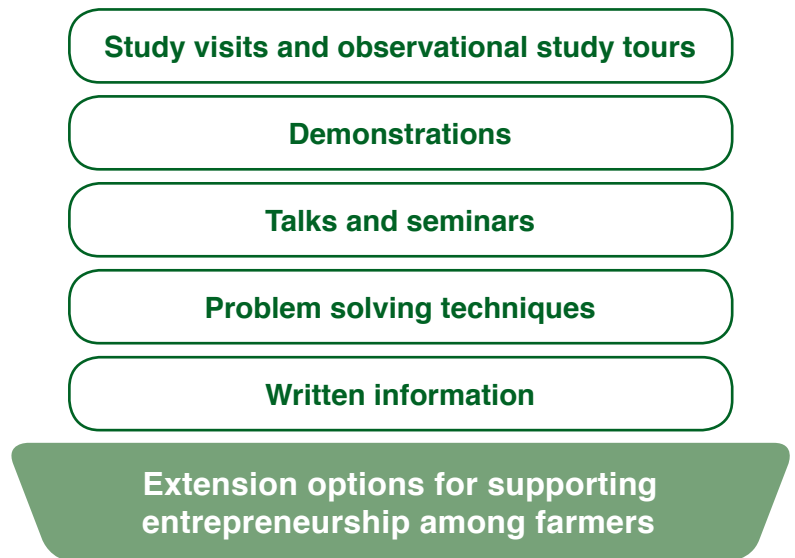 Study visits and observational study tours
Demonstrations
Talks and seminars
Problem solving techniques
Written information
Extension options for supporting
entrepreneurship among farmers